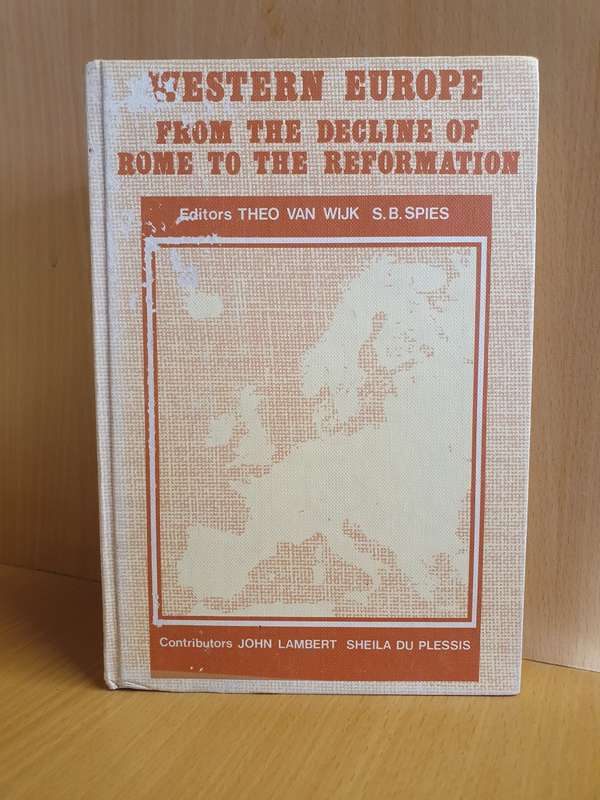 WESTERN EUROPE
FROM THE DECLINE OF
ROME TO THE REFORMATION
Editors THEO VAN WIJK S.B. SPIES
Contributors JOHN LAMBERT SHEILA DU PLESSIS